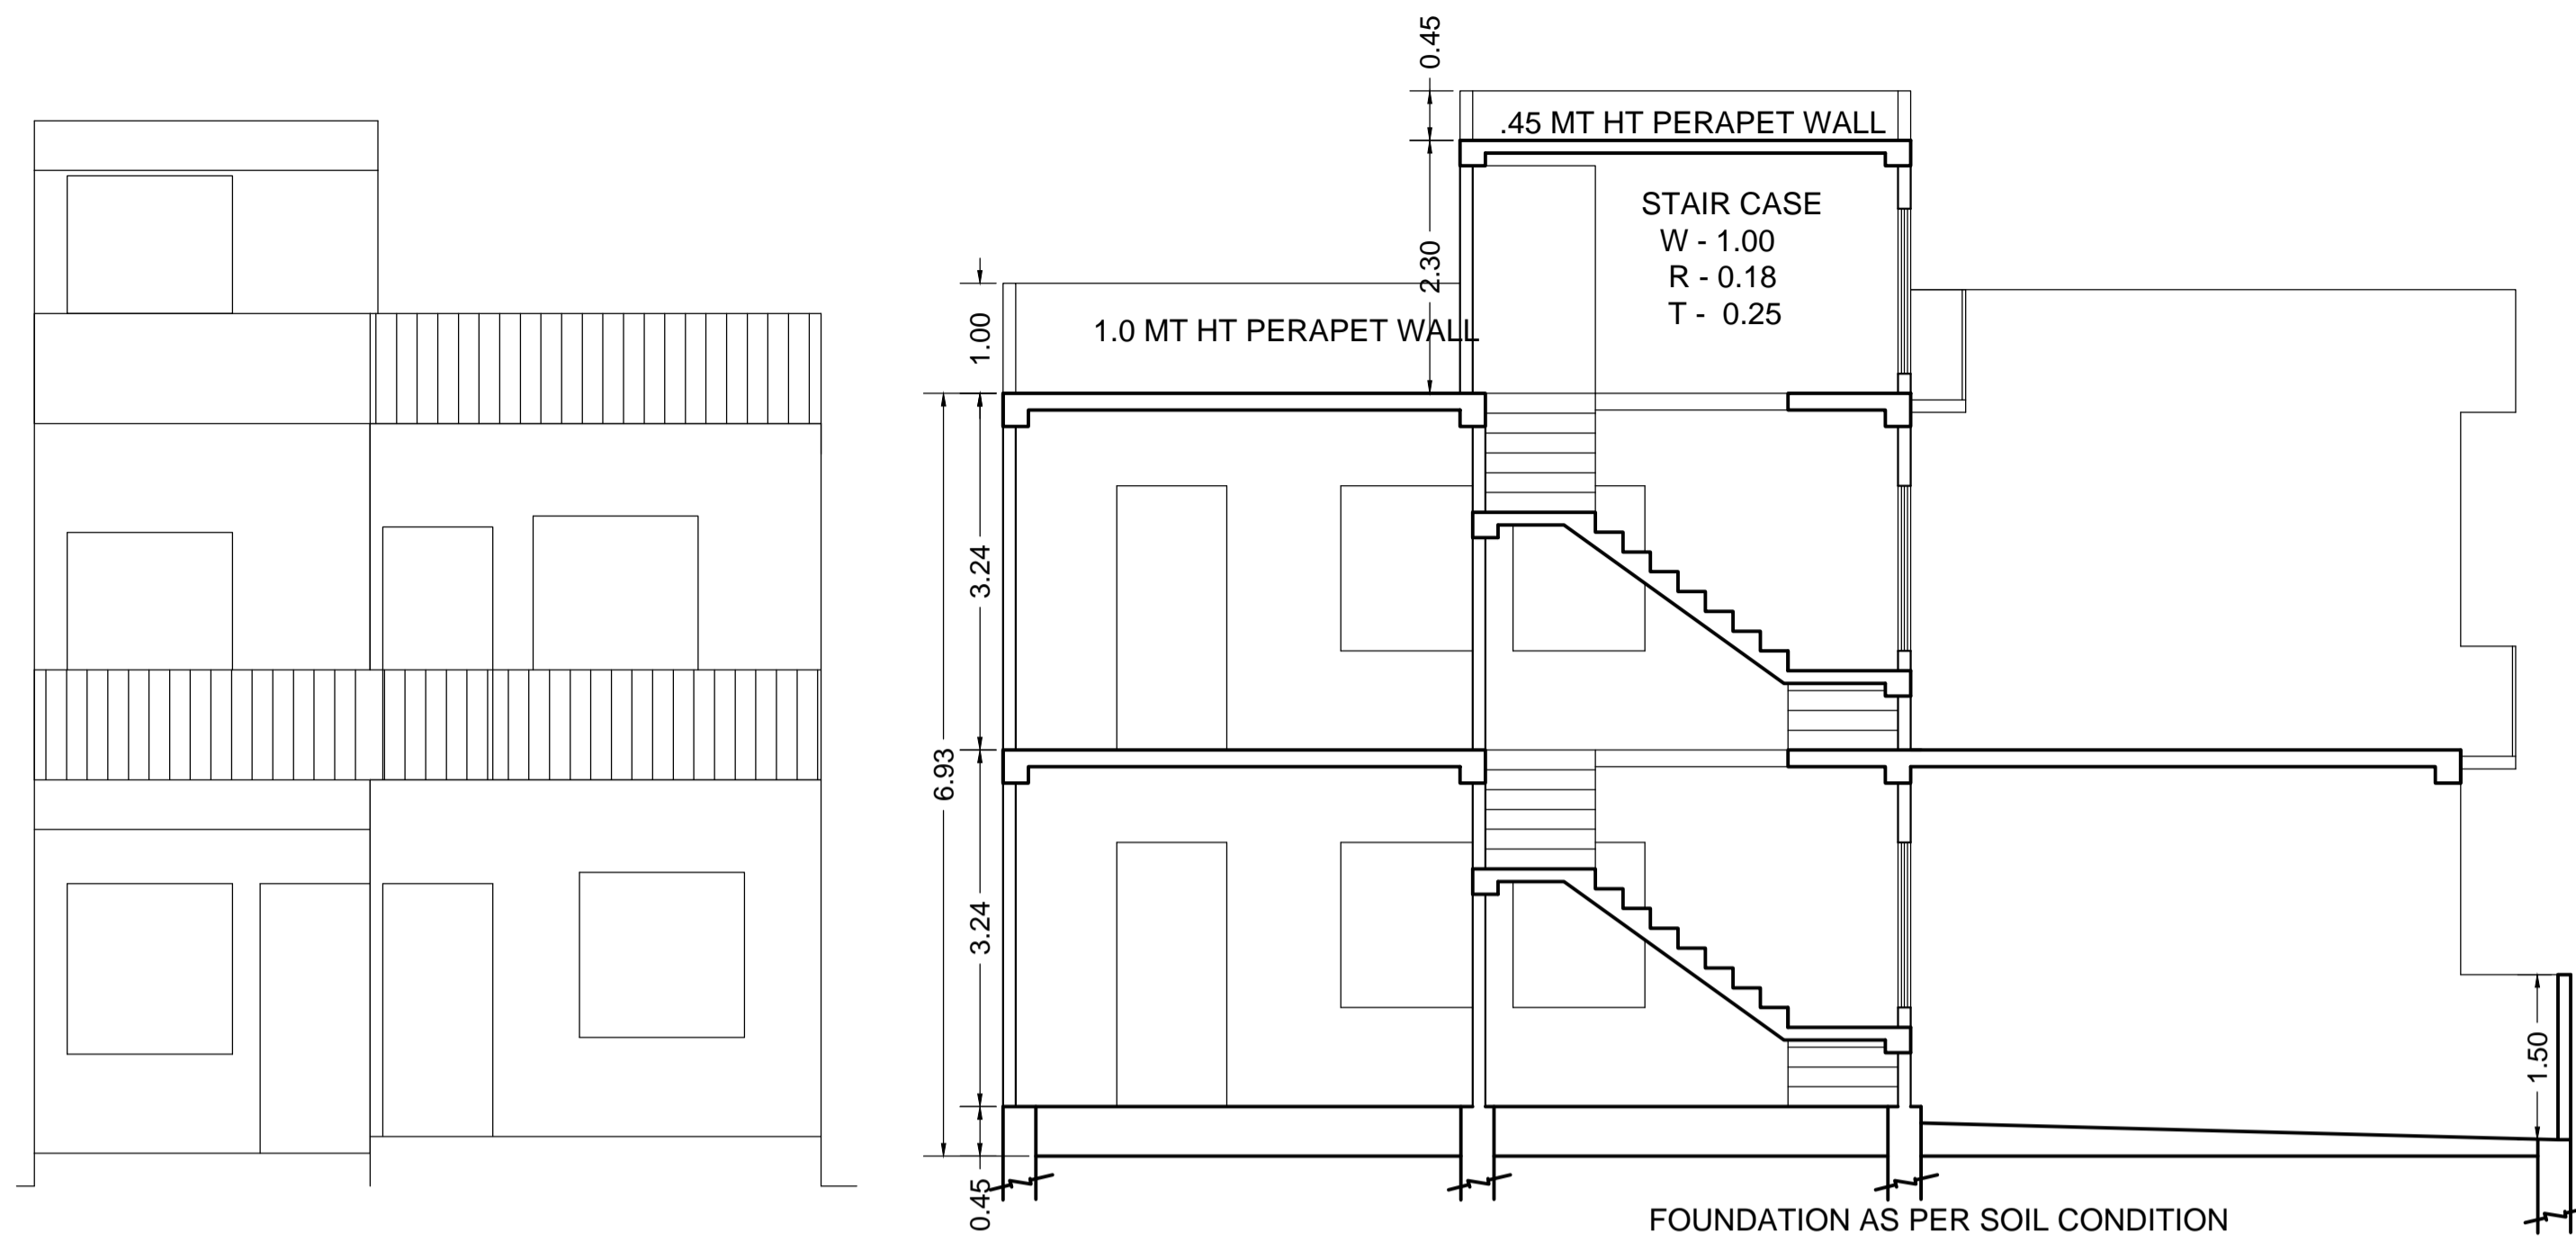 0.45
.45 MT HT PERAPET WALL
STAIR CASE
W - 1.00
R - 0.18
T - 0.25
2.30
1.00
1.0 MT HT PERAPET WALL
3.24
6.93
3.24
1.50
0.45
FOUNDATION AS PER SOIL CONDITION